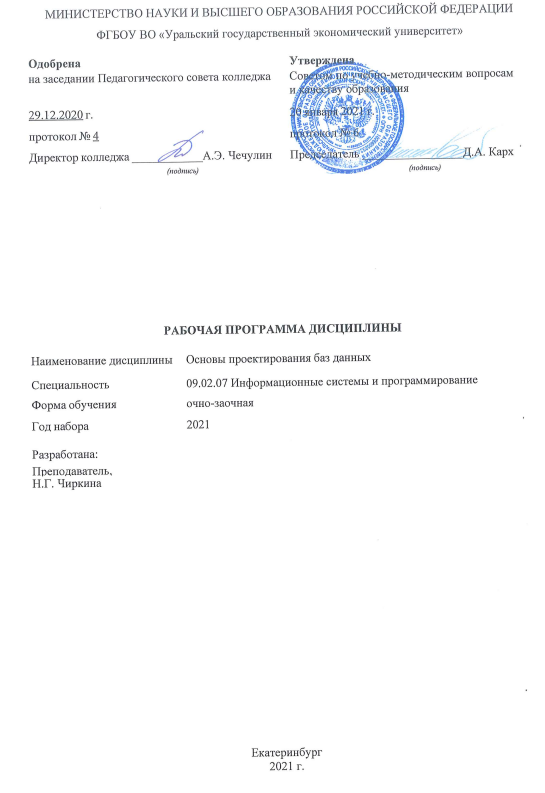 МИНИСТЕРСТВО НАУКИ И ВЫСШЕГО ОБРАЗОВАНИЯ РОССИЙСКОЙ ФЕДЕРАЦИИ
ФГБОУ ВО «Уральский государственный экономический университет»
Одобрена
на заседании Педагогического совета колледжа
29.12.2020 г.
протокол № 4
Директор колледжа ____________А.Э. Чечулин
(подпись)
Утверждена
Советом по учебно-методическим вопросам
и качеству образования
20 января 2021 г.
протокол № 6
Председатель ________________Д.А. Карх
(подпись)
РАБОЧАЯ ПРОГРАММА ДИСЦИПЛИНЫ
Наименование дисциплины Основы проектирования баз данных
Специальность 09.02.07 Информационные системы и программирование
Форма обучения очно-заочная
Год набора 2021
Разработана:
Преподаватель,
Н.Г. Чиркина
Екатеринбург
2021 г.